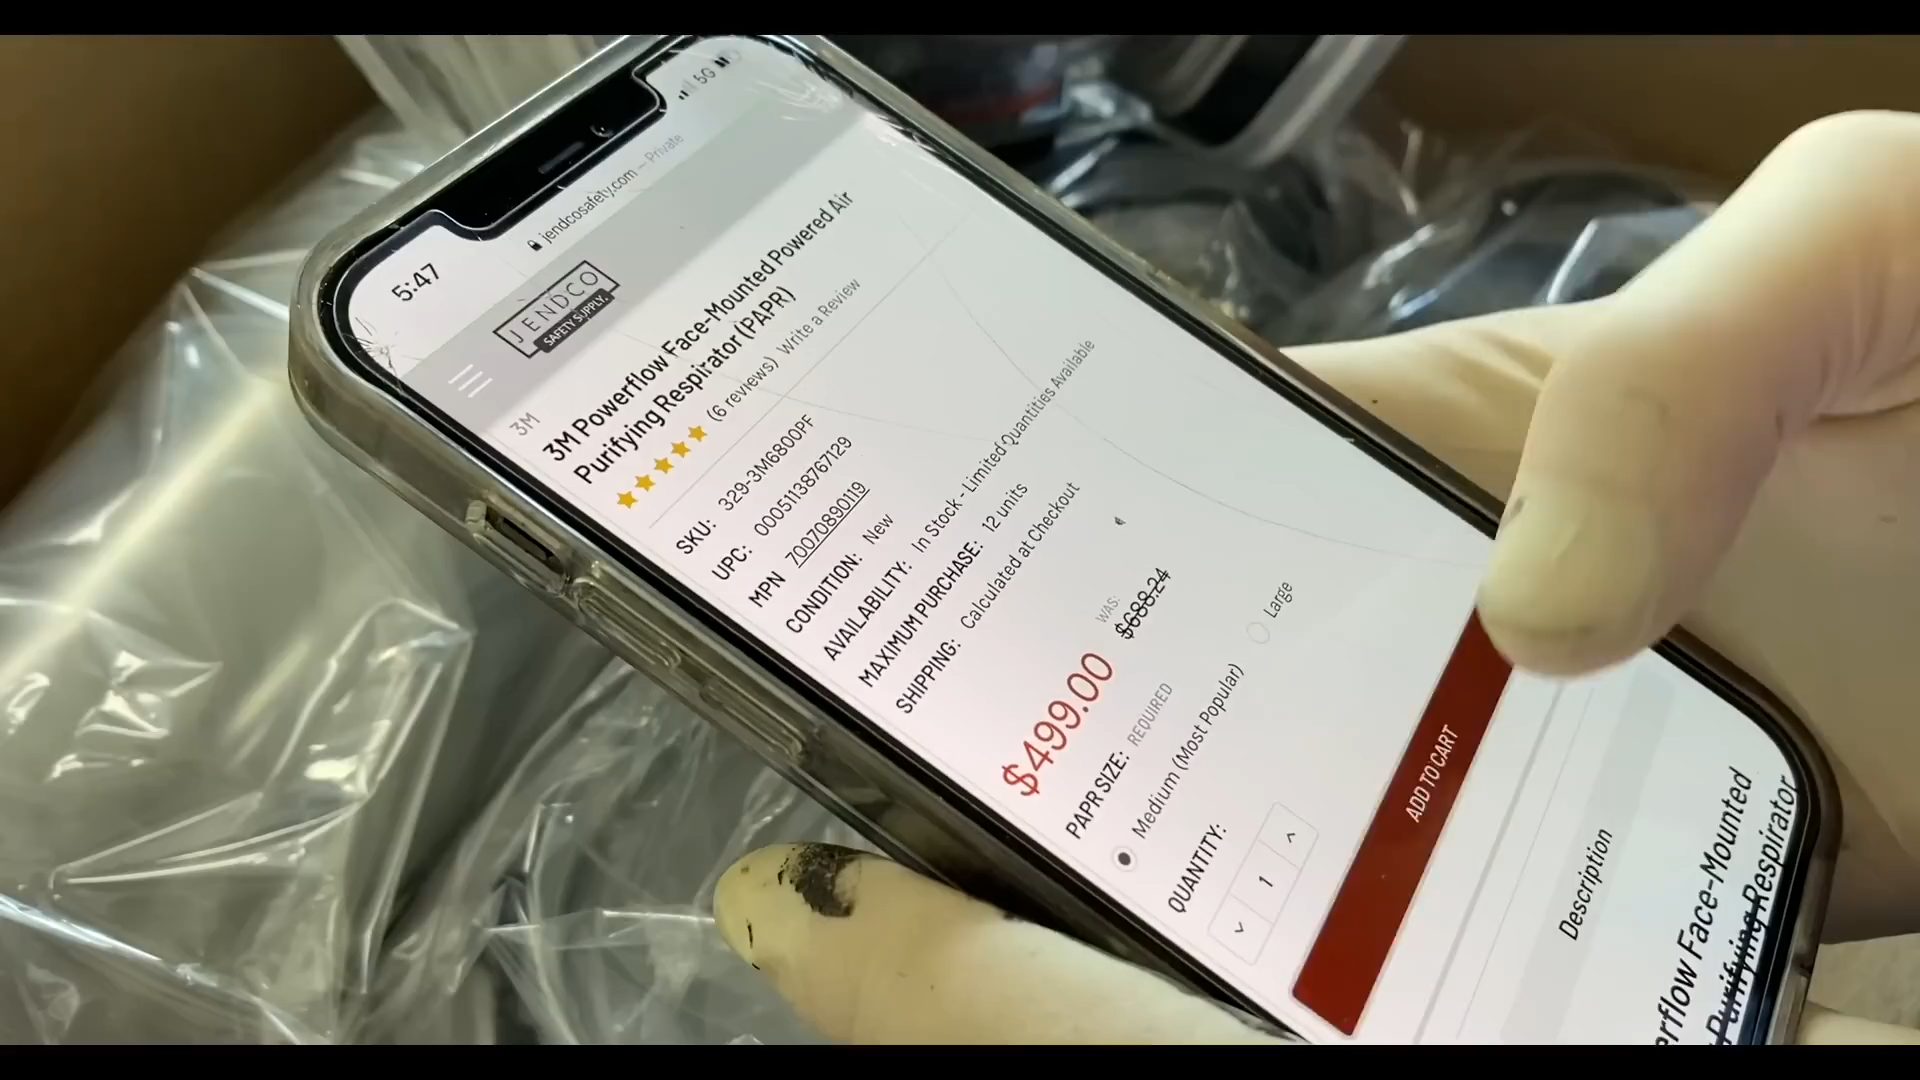 5:47
5G
jendcosafety.com — Private
JENDCO
SAFETY SUPPLY.
3M
3M Powerflow Face-Mounted Powered Air
Purifying Respirator (PAPR)
(6 reviews) Write a Review
SKU: 329-3M6800PF
UPC: 00051138767129
MPN 70070890119
CONDITION: New
AVAILABILITY: In Stock - Limited Quantities Available
MAXIMUM PURCHASE: 12 units
SHIPPING: Calculated at Checkout
WAS:
$499.00 $688.24
PAPR SIZE: REQUIRED
Medium (Most Popular) Large
QUANTITY:
1
ADD TO CART
Description
erflow Face-Mounted
Purifying Respirator